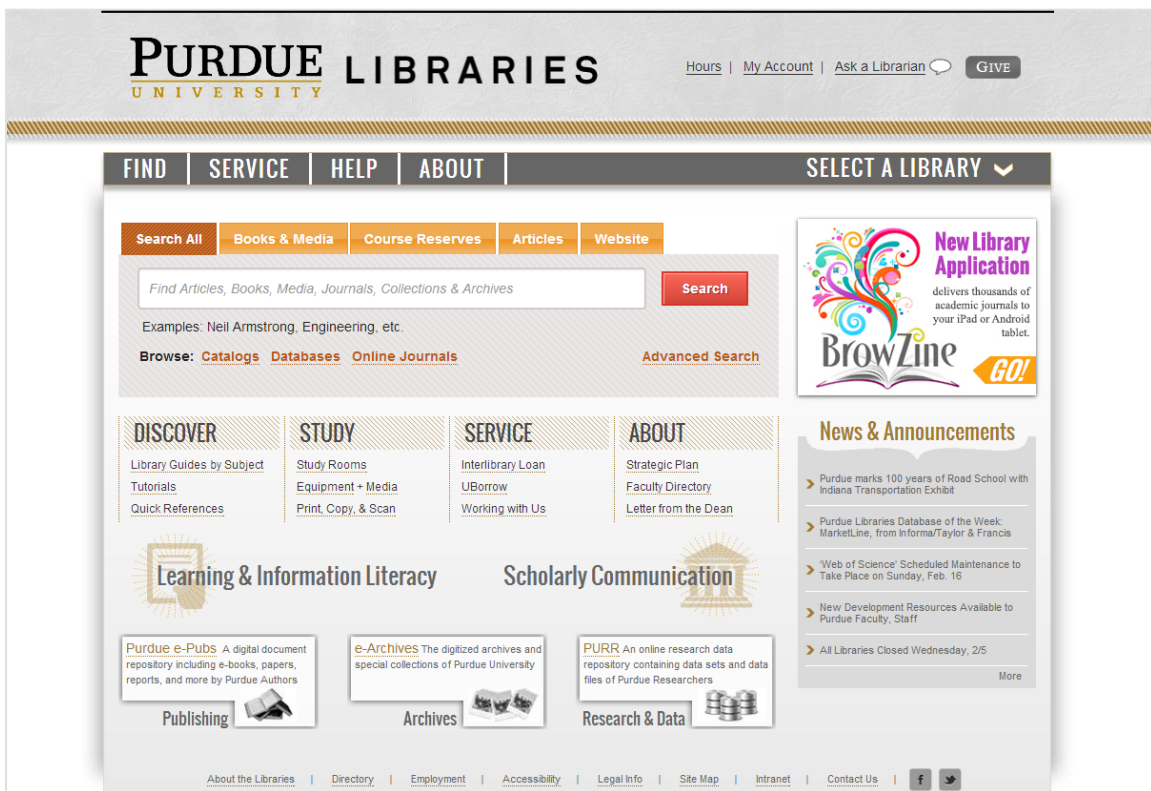 PURDUE LIBRARIES
UNIVERSITY
Hours | My Account | Ask a Librarian GIVE
FIND SERVICE HELP ABOUT SELECT A LIBRARY
Search All Books & Media Course Reserves Articles Website
Find Articles, Books, Media, Journals, Collections & Archives Search
Examples: Neil Armstrong, Engineering, etc.
Browse: Catalogs Databases Online Journals Advanced Search
New Library
Application
delivers thousands of
academic journals to
your iPad or Android
tablet.
BROWZINE
GO!
DISCOVER
Library Guides by Subject
Tutorials
Quick References
STUDY
Study Rooms
Equipment + Media
Print, Copy, & Scan
SERVICE
Interlibrary Loan
UBorrow
Working with Us
ABOUT
Strategic Plan
Faculty Directory
Letter from the Dean
News & Announcements
Purdue marks 100 years of Road School with
Indiana Transportation Exhibit
Purdue Libraries Database of the Week:
MarketLine, from Informa/Taylor & Francis
'Web of Science' Scheduled Maintenance to
Take Place on Sunday, Feb. 16
New Development Resources Available to
Purdue Faculty, Staff
All Libraries Closed Wednesday, 2/5
More
Learning & Information Literacy
Scholarly Communication
Purdue e-Pubs A digital document
repository including e-books, papers,
reports, and more by Purdue Authors
Publishing
e-Archives The digitized archives and
special collections of Purdue University
Archives
PURR An online research data
repository containing data sets and data
files of Purdue Researchers
Research & Data
About the Libraries | Directory | Employment | Accessibility | Legal Info | Site Map | Intranet | Contact Us | f